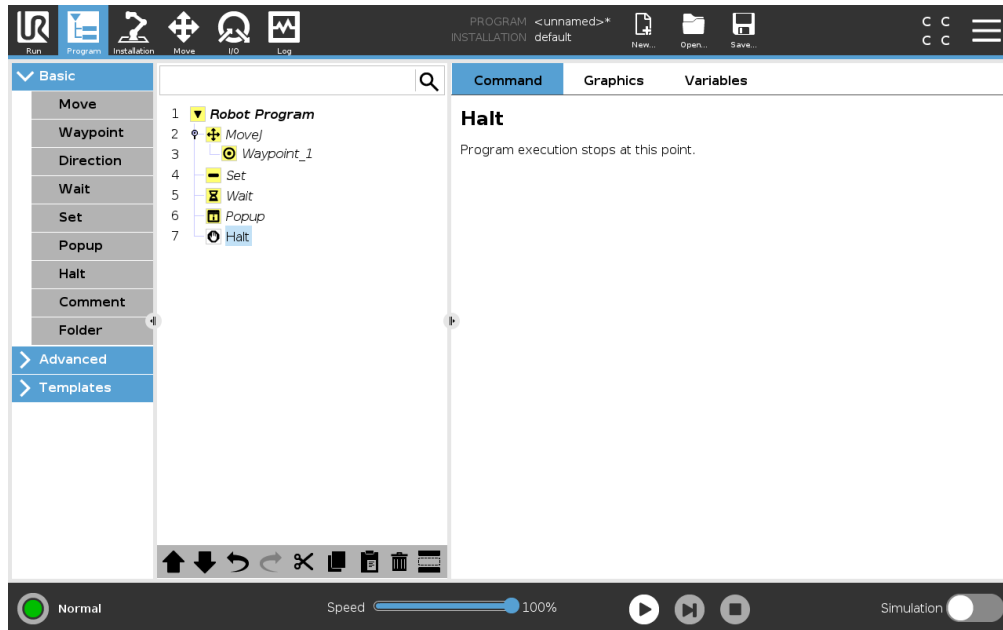 PROGRAM <unnamed>*
INSTALLATION default
UR
Run
Program
Installation
Move
I/O
Log
New...
Open...
Save...
C C
C C
Basic
Move
Waypoint
Direction
Wait
Set
Popup
Halt
Comment
Folder
Advanced
Templates
1 Robot Program
2 MoveJ
3 Waypoint_1
4 Set
5 Wait
6 Popup
7 Halt
Command Graphics Variables
Halt
Program execution stops at this point.
Normal
Speed 100%
Simulation